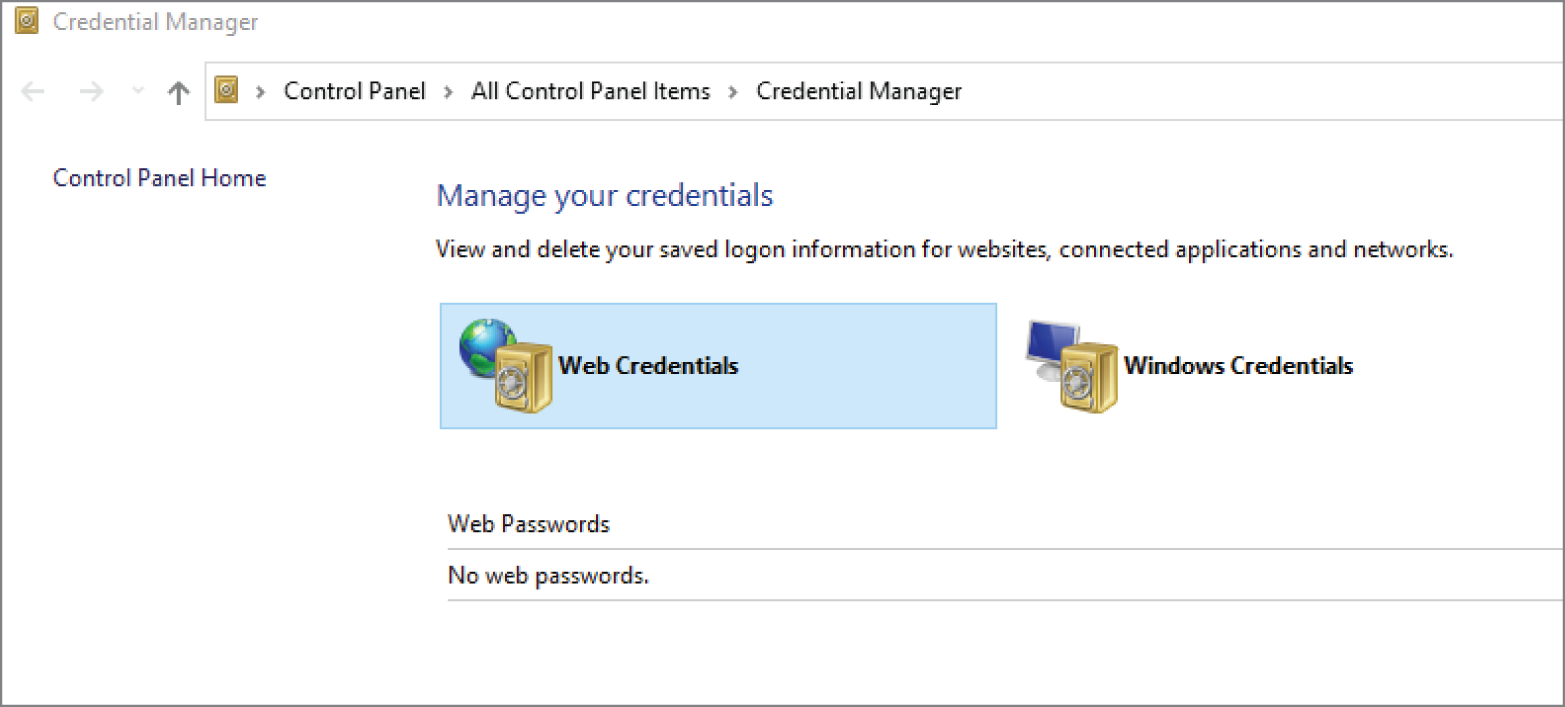 Credential Manager
Control Panel > All Control Panel Items > Credential Manager
Control Panel Home
Manage your credentials
View and delete your saved logon information for websites, connected applications and networks.
Web Credentials
Windows Credentials
Web Passwords
No web passwords.